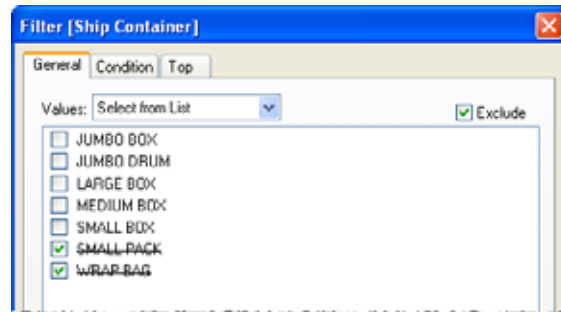 Filter [Ship Container]
General Condition Top
Values: Select from List Exclude
JUMBO BOX
JUMBO DRUM
LARGE BOX
MEDIUM BOX
SMALL BOX
SMALL PACK
WRAP BAG